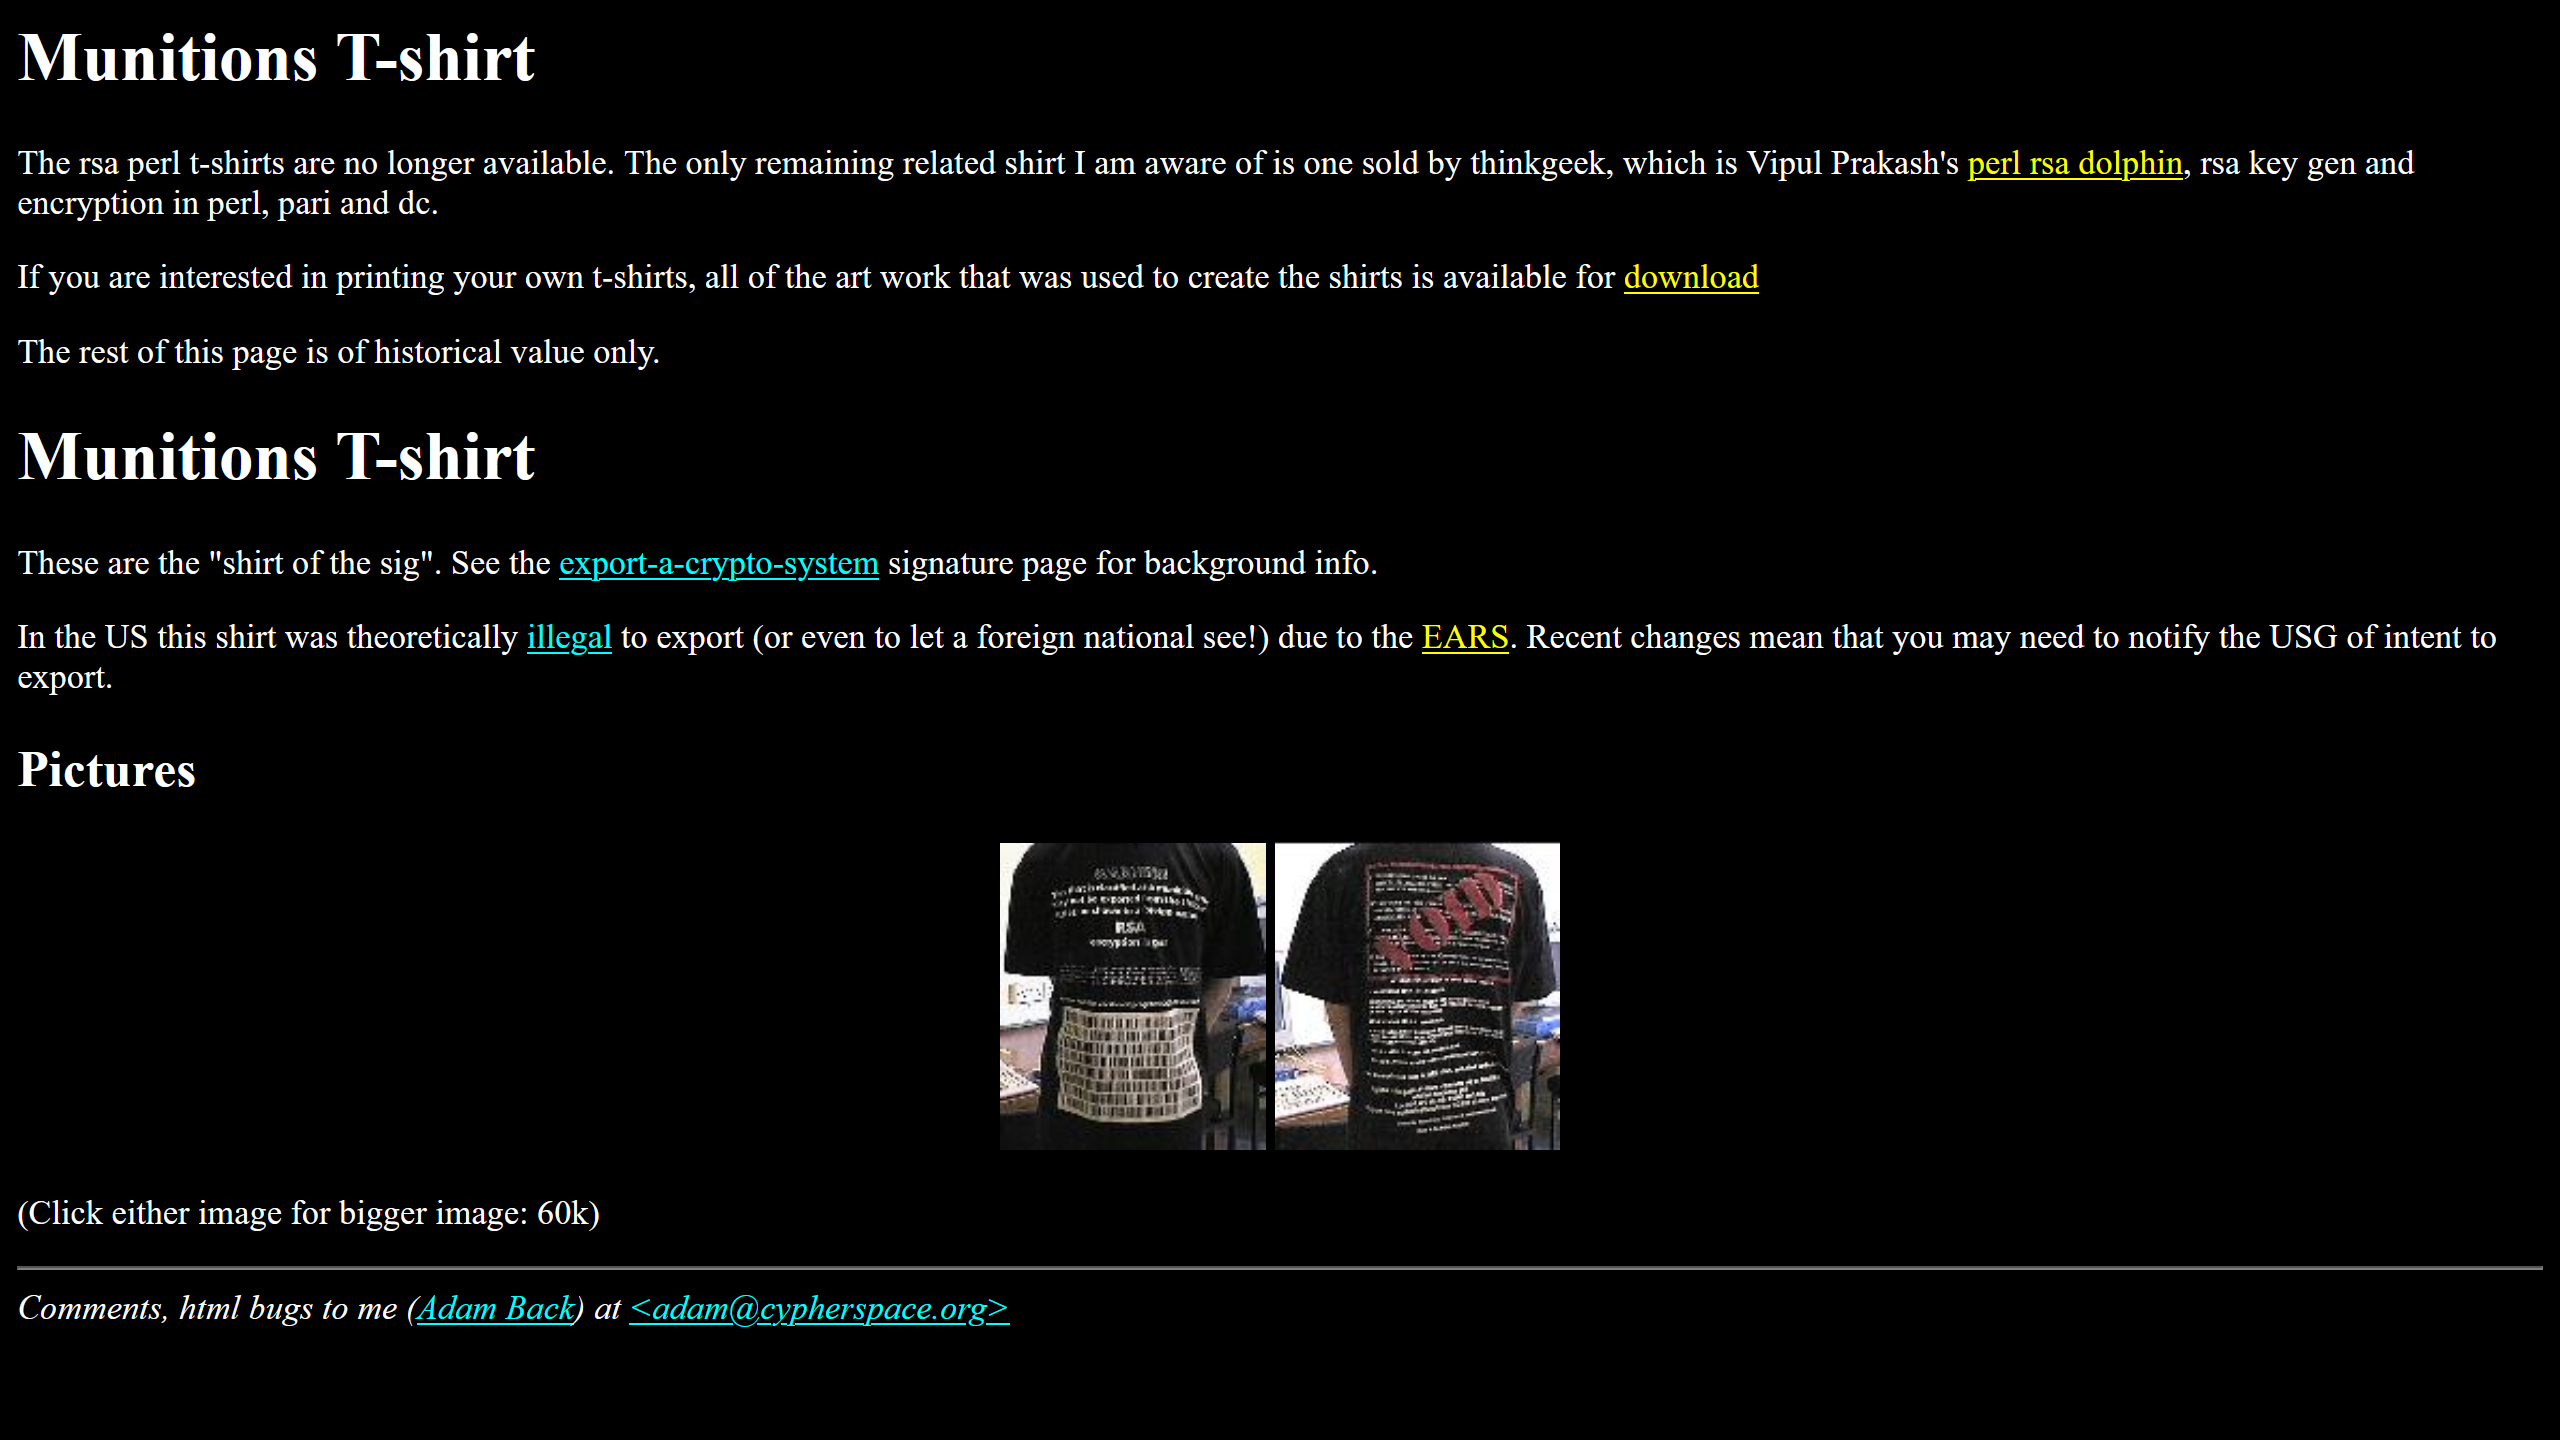 Munitions T-shirt
The rsa perl t-shirts are no longer available. The only remaining related shirt I am aware of is one sold by thinkgeek, which is Vipul Prakash's perl rsa dolphin, rsa key gen and
encryption in perl, pari and dc.
If you are interested in printing your own t-shirts, all of the art work that was used to create the shirts is available for download
The rest of this page is of historical value only.
Munitions T-shirt
These are the "shirt of the sig". See the export-a-crypto-system signature page for background info.
In the US this shirt was theoretically illegal to export (or even to let a foreign national see!) due to the EARS. Recent changes mean that you may need to notify the USG of intent to
export.
Pictures
RSA
(Click either image for bigger image: 60k)
Comments, html bugs to me (Adam Back) at <adam@cypherspace.org>